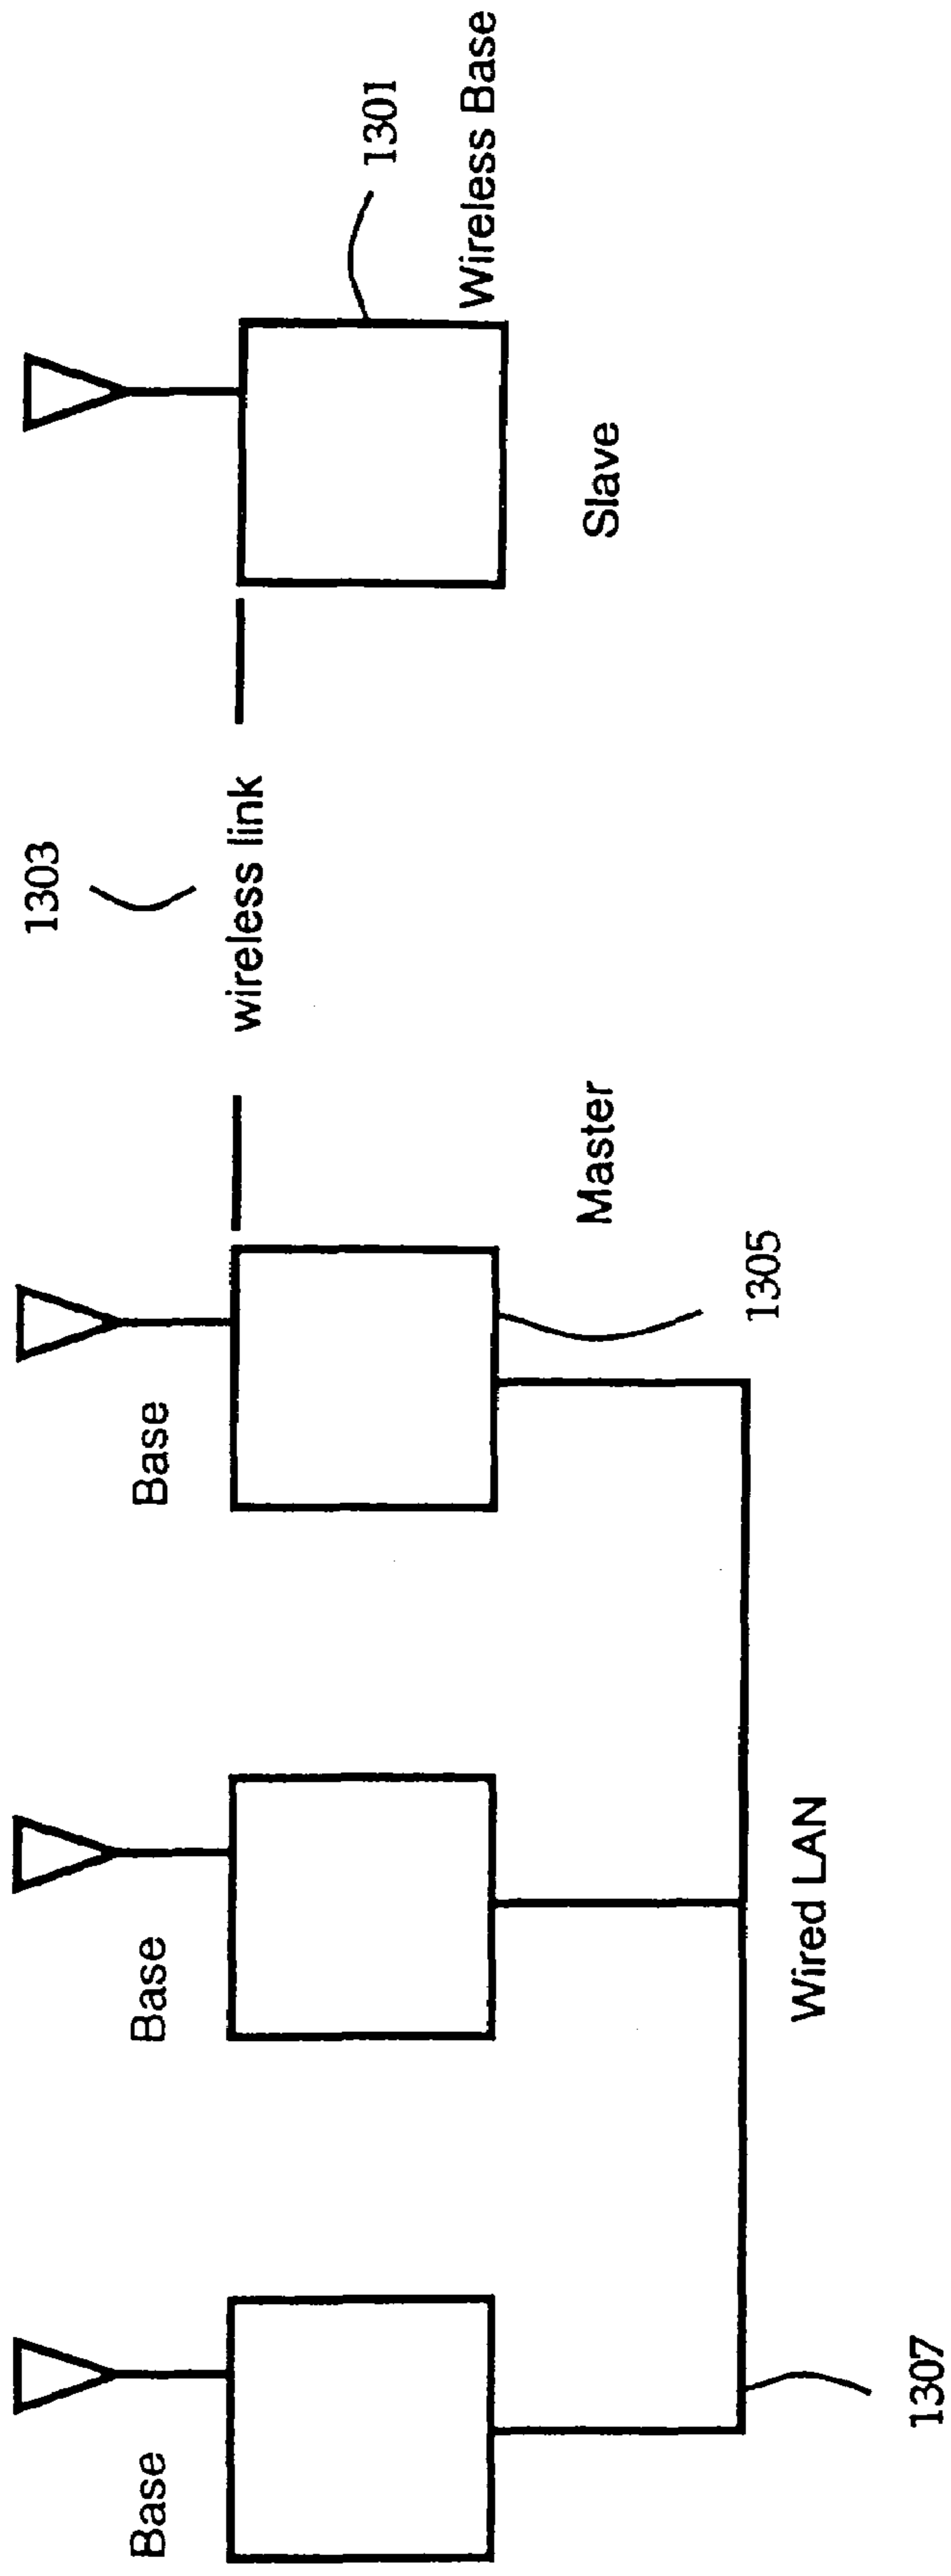 1303
1301
Base
Base
Base
wireless link
Wireless Base
1305
Master
Slave
Wired LAN
1307